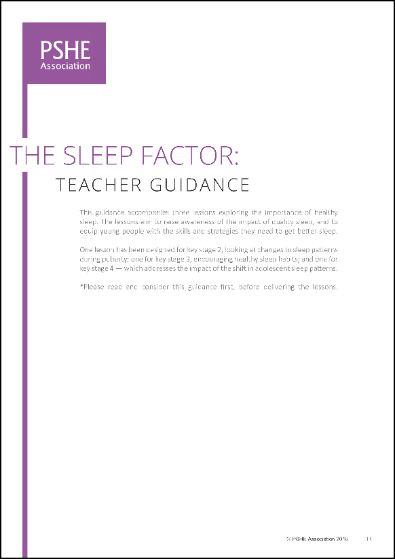 PSHE
Association
THE SLEEP FACTOR:
TEACHER GUIDANCE
This guidance accompanies three lessons exploring the importance of healthy
sleep. The lessons aim to raise awareness of the impact of quality sleep, and to
equip young people with the skills and strategies they need to get better sleep.
One lesson has been designed for key stage 2, looking at changes to sleep patterns
during puberty; one for key stage 3, encouraging healthy sleep habits; and one for
key stage 4 — which addresses the impact of the shift in adolescent sleep patterns.
*Please read and consider this guidance first, before delivering the lessons.
© PSHE Association